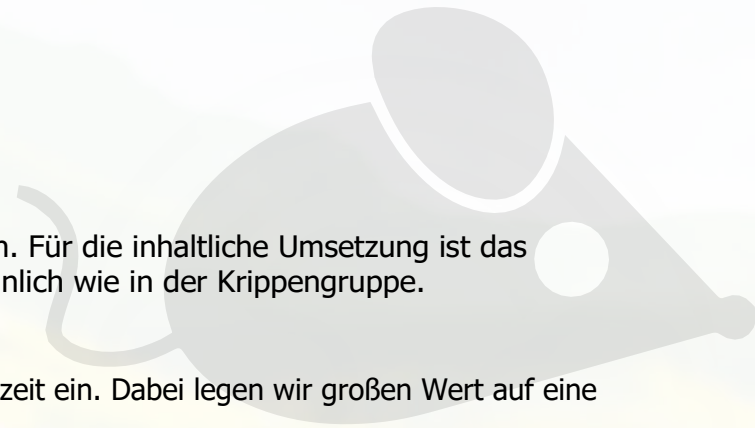 . Für die inhaltliche Umsetzung ist das
nlich wie in der Krippengruppe.
zeit ein. Dabei legen wir großen Wert auf eine